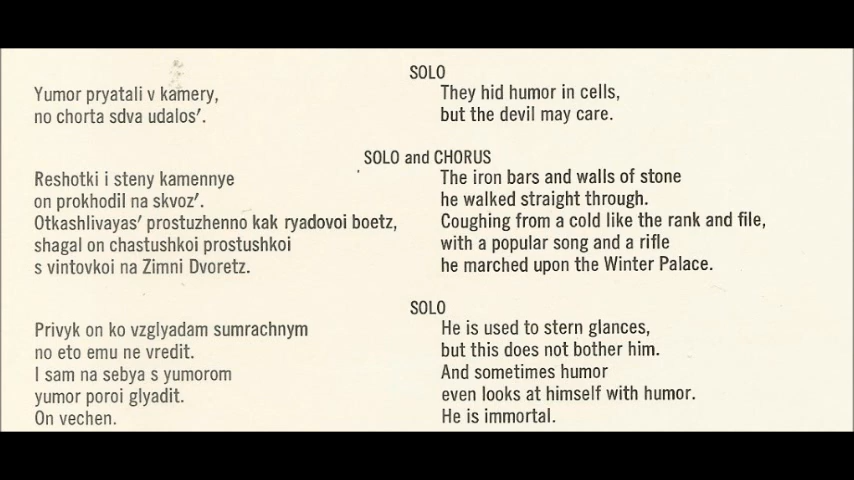 SOLO
Yumor pryatali v kamery,
no chorta sdva udalos'.
They hid humor in cells,
but the devil may care.
SOLO and CHORUS
Reshotki i steny kamennye
on prokhodil na skvoz'.
Otkashlivayas' prostuzhenno kak ryadovoi boetz,
shagal on chastushkoi prostushkoi
s vintovkoi na Zimni Dvoretz.
The iron bars and walls of stone
he walked straight through.
Coughing from a cold like the rank and file,
with a popular song and a rifle
he marched upon the Winter Palace.
SOLO
Privyk on ko vzglyadam sumrachnym
no eto emu ne vredit.
I sam na sebya s yumorom
yumor poroi glyadit.
On vechen.
He is used to stern glances,
but this does not bother him.
And sometimes humor
even looks at himself with humor.
He is immortal.